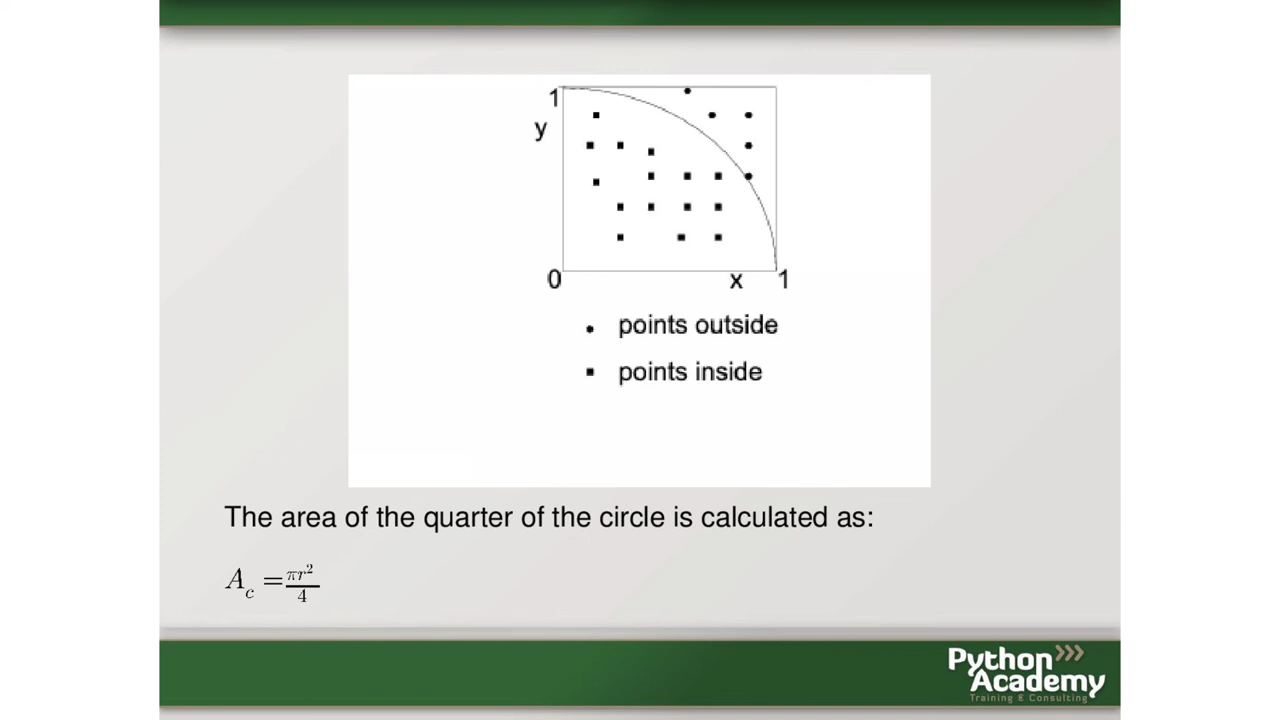 1
y
0
x
1
points outside
points inside
The area of the quarter of the circle is calculated as:
A_c = πr²/4
Python
Academy
Training & Consulting